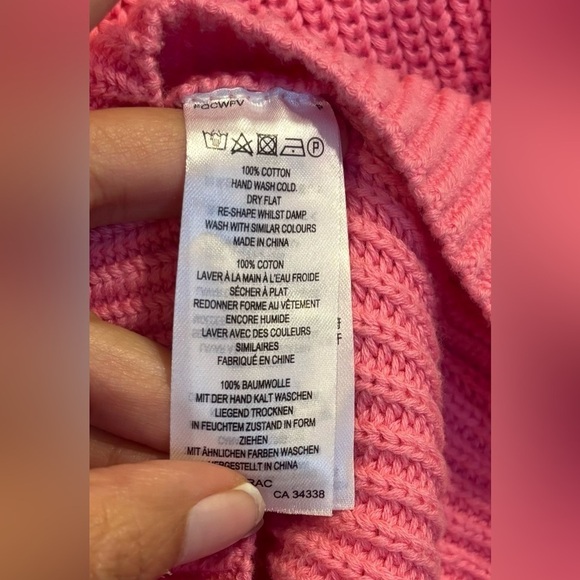 100% COTTON
HAND WASH COLD.
DRY FLAT
RE-SHAPE WHILST DAMP
WASH WITH SIMILAR COLOURS
MADE IN CHINA
100% COTON
LAVER À LA MAIN À L'EAU FROIDE
SÉCHER À PLAT
REDONNER FORME AU VÊTEMENT
ENCORE HUMIDE
LAVER AVEC DES COULEURS
SIMILAIRES
FABRIQUÉ EN CHINE
100% BAUMWOLLE
MIT DER HAND KALT WASCHEN
LIEGEND TROCKNEN
IN FEUCHTEM ZUSTAND IN FORM
ZIEHEN
MIT ÄHNLICHEN FARBEN WASCHEN
HERGESTELLT IN CHINA
CA 34338